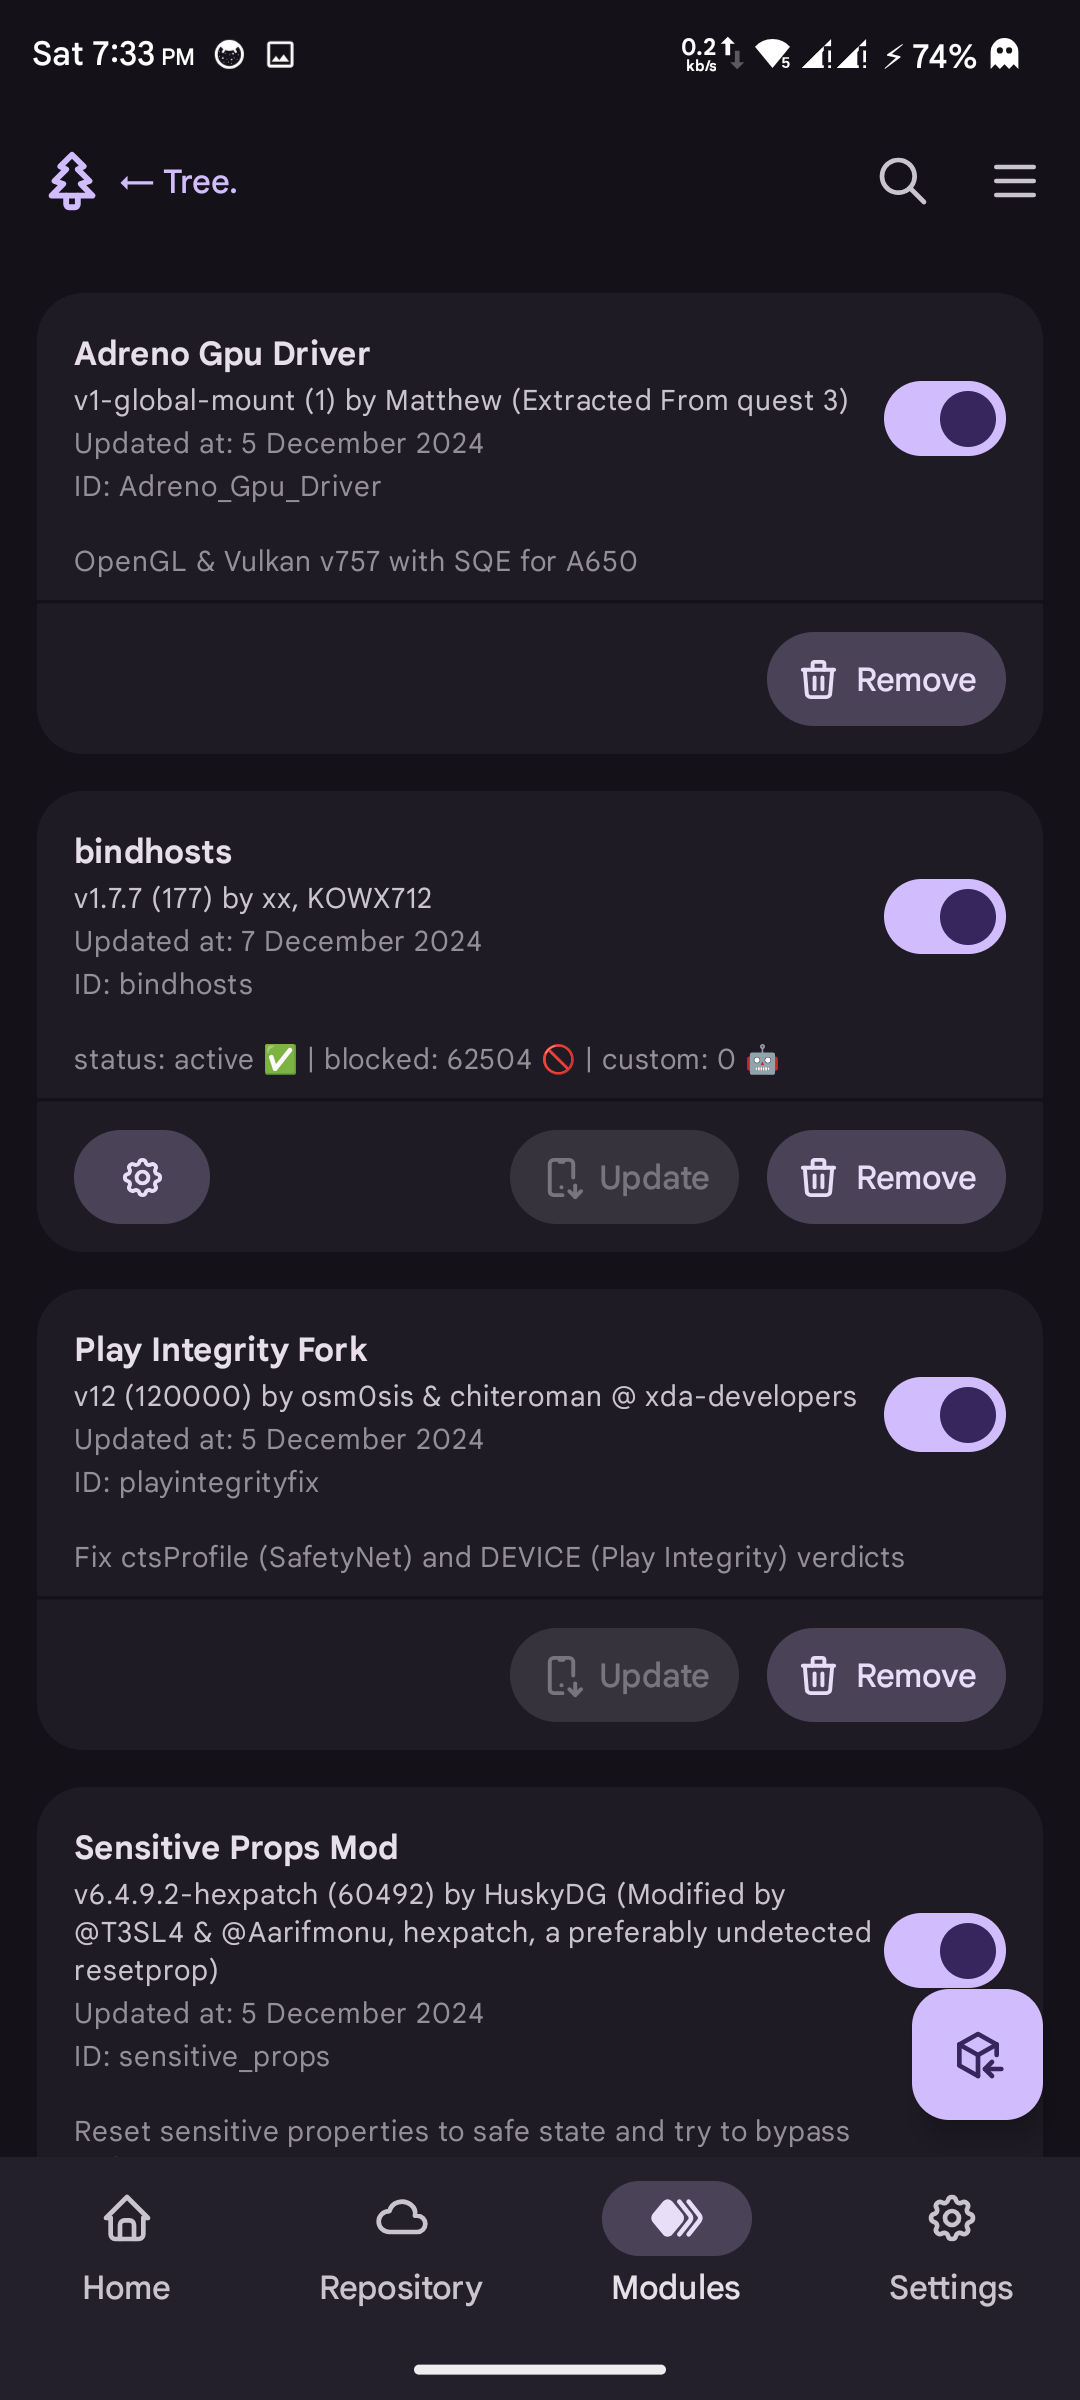 Sat 7:33 PM 0.2 kb/s 5 74%
← Tree.
Adreno Gpu Driver
v1-global-mount (1) by Matthew (Extracted From quest 3)
Updated at: 5 December 2024
ID: Adreno_Gpu_Driver
OpenGL & Vulkan v757 with SQE for A650
Remove
bindhosts
v1.7.7 (177) by xx, KOWX712
Updated at: 7 December 2024
ID: bindhosts
status: active ✅ | blocked: 62504 🚫 | custom: 0 🤖
Update Remove
Play Integrity Fork
v12 (120000) by osm0sis & chiteroman @ xda-developers
Updated at: 5 December 2024
ID: playintegrityfix
Fix ctsProfile (SafetyNet) and DEVICE (Play Integrity) verdicts
Update Remove
Sensitive Props Mod
v6.4.9.2-hexpatch (60492) by HuskyDG (Modified by
@T3SL4 & @Aarifmonu, hexpatch, a preferably undetected
resetprop)
Updated at: 5 December 2024
ID: sensitive_props
Reset sensitive properties to safe state and try to bypass
Home Repository Modules Settings